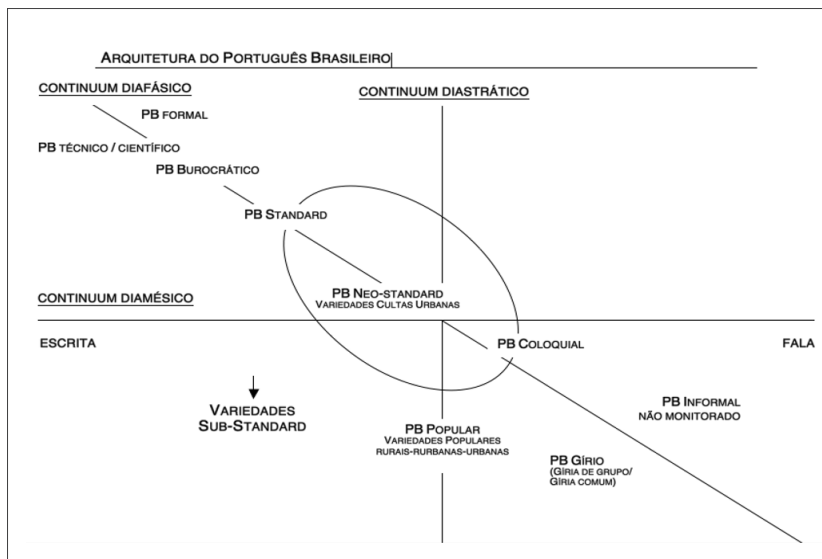 ARQUITETURA DO PORTUGUÊS BRASILEIRO
CONTINUUM DIAFÁSICO
CONTINUUM DIASTRÁTICO
PB FORMAL
PB TÉCNICO / CIENTÍFICO
PB BUROCRÁTICO
PB STANDARD
PB NEO-STANDARD
VARIEDADES CULTAS URBANAS
CONTINUUM DIAMÉSICO
ESCRITA
PB COLOQUIAL
FALA
VARIEDADES
SUB-STANDARD
PB POPULAR
VARIEDADES POPULARES
RURAIS-RURBANAS-URBANAS
PB INFORMAL
NÃO MONITORADO
PB GÍRIO
(GÍRIA DE GRUPO/
GÍRIA COMUM)